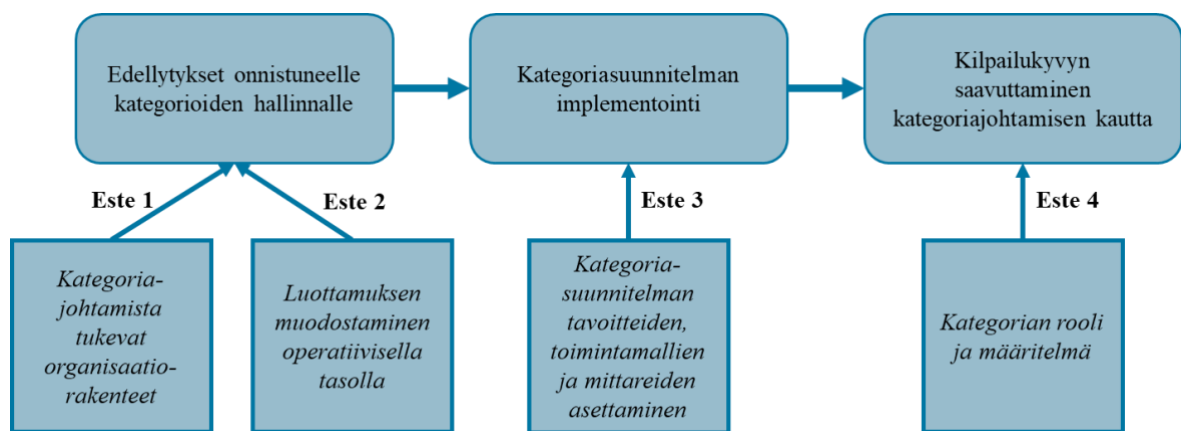 Edellytykset onnistuneelle
kategorioiden hallinnalle
Kategoriasuunnitelman
implementointi
Kilpailukyvyn
saavuttaminen
kategoriajohtamisen kautta
Este 1
Este 2
Este 3
Este 4
Kategoria-
johtamista
tukevat
organisaatio-
rakenteet
Luottamuksen
muodostaminen
operatiivisella
tasolla
Kategoria-
suunnitelman
tavoitteiden,
toimintamallien
ja mittareiden
asettaminen
Kategorian rooli
ja määritelmä